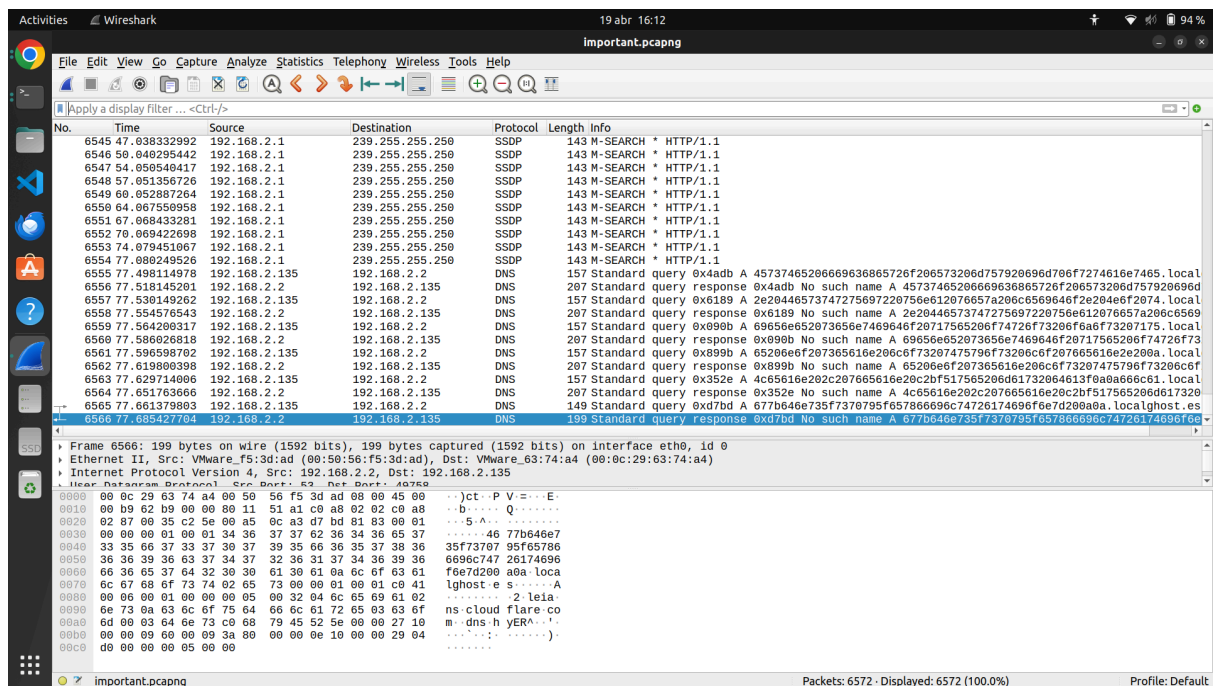 Activities Wireshark 19 abr 16:12 94 %
important.pcapng
File Edit View Go Capture Analyze Statistics Telephony Wireless Tools Help
Apply a display filter ... <Ctrl-/>
No. Time Source Destination Protocol Length Info
6545 47.038332992 192.168.2.1 239.255.255.250 SSDP 143 M-SEARCH * HTTP/1.1
6546 50.040295442 192.168.2.1 239.255.255.250 SSDP 143 M-SEARCH * HTTP/1.1
6547 54.050540417 192.168.2.1 239.255.255.250 SSDP 143 M-SEARCH * HTTP/1.1
6548 57.051356726 192.168.2.1 239.255.255.250 SSDP 143 M-SEARCH * HTTP/1.1
6549 60.052887264 192.168.2.1 239.255.255.250 SSDP 143 M-SEARCH * HTTP/1.1
6550 64.067550958 192.168.2.1 239.255.255.250 SSDP 143 M-SEARCH * HTTP/1.1
6551 67.068433281 192.168.2.1 239.255.255.250 SSDP 143 M-SEARCH * HTTP/1.1
6552 70.069422698 192.168.2.1 239.255.255.250 SSDP 143 M-SEARCH * HTTP/1.1
6553 74.079451067 192.168.2.1 239.255.255.250 SSDP 143 M-SEARCH * HTTP/1.1
6554 77.080249526 192.168.2.1 239.255.255.250 SSDP 143 M-SEARCH * HTTP/1.1
6555 77.498114978 192.168.2.135 192.168.2.2 DNS 157 Standard query 0x4adb A 45737465206669636865726f206573206d757920696d706f7274616e7465.local
6556 77.518145201 192.168.2.2 192.168.2.135 DNS 207 Standard query response 0x4adb No such name A 45737465206669636865726f206573206d757920696d
6557 77.530149262 192.168.2.135 192.168.2.2 DNS 157 Standard query 0x6189 A 2e204465737472756972 20756e612076657a206c6569646f2e204e6f2074.local
6558 77.554576543 192.168.2.2 192.168.2.135 DNS 207 Standard query response 0x6189 No such name A 2e20446573747275697220756e612076657a206c6569
6559 77.564200317 192.168.2.135 192.168.2.2 DNS 157 Standard query 0x090b A 69656e652073656e7469646f20717565206f74726f73206f6a6f73207175.local
6560 77.586026818 192.168.2.2 192.168.2.135 DNS 207 Standard query response 0x090b No such name A 69656e652073656e7469646f20717565206f74726f73
6561 77.596598702 192.168.2.135 192.168.2.2 DNS 157 Standard query 0x899b A 65206e6f207365616e206c6f73207475796f73206c6f207665616e2e200a.local
6562 77.619800398 192.168.2.2 192.168.2.135 DNS 207 Standard query response 0x899b No such name A 65206e6f207365616e206c6f73207475796f73206c6f
6563 77.629714006 192.168.2.135 192.168.2.2 DNS 157 Standard query 0x352e A 4c65616e202c207665616e20c2bf517565206d61732064613f0a0a666c61.local
6564 77.651763666 192.168.2.2 192.168.2.135 DNS 207 Standard query response 0x352e No such name A 4c65616e202c207665616e20c2bf517565206d617320
6565 77.661379803 192.168.2.135 192.168.2.2 DNS 149 Standard query 0xd7bd A 677b646e735f7370795f657866696c74726174696f6e7d200a0a.localghost.es
6566 77.685427704 192.168.2.2 192.168.2.135 DNS 199 Standard query response 0xd7bd No such name A 677b646e735f7370795f657866696c74726174696f6e
Frame 6566: 199 bytes on wire (1592 bits), 199 bytes captured (1592 bits) on interface eth0, id 0
Ethernet II, Src: VMware_f5:3d:ad (00:50:56:f5:3d:ad), Dst: VMware_63:74:a4 (00:0c:29:63:74:a4)
Internet Protocol Version 4, Src: 192.168.2.2, Dst: 192.168.2.135
User Datagram Protocol, Src Port: 53, Dst Port: 49758
0000 00 0c 29 63 74 a4 00 50 56 f5 3d ad 08 00 45 00 ··)ct··P V·=···E·
0010 00 b9 62 b9 00 00 80 11 51 a1 c0 a8 02 02 c0 a8 ··b····· Q·······
0020 02 87 00 35 c2 5e 00 a5 0c a3 d7 bd 81 83 00 01 ···5·^·· ········
0030 00 00 00 01 00 01 34 36 37 37 62 36 34 36 65 37 ······46 77b646e7
0040 33 35 66 37 33 37 30 37 39 35 66 36 35 37 38 36 35f73707 95f65786
0050 36 36 39 36 63 37 34 37 32 36 31 37 34 36 39 36 6696c747 26174696
0060 66 36 65 37 64 32 30 30 61 30 61 0a 6c 6f 63 61 f6e7d200 a0a·loca
0070 6c 67 68 6f 73 74 02 65 73 00 00 01 00 01 c0 41 lghost·e s······A
0080 00 06 00 01 00 00 00 05 00 32 04 6c 65 69 61 02 ········ ·2·leia·
0090 6e 73 0a 63 6c 6f 75 64 66 6c 61 72 65 03 63 6f ns·cloud flare·co
00a0 6d 00 03 64 6e 73 c0 68 79 45 52 5e 00 00 27 10 m··dns·h yER^··'·
00b0 00 00 09 60 00 09 3a 80 00 00 0e 10 00 00 29 04 ···`··:· ······)·
00c0 d0 00 00 00 05 00 00 ·······
important.pcapng Packets: 6572 · Displayed: 6572 (100.0%) Profile: Default